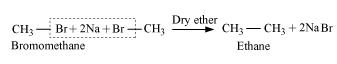 Dry ether
CH₃—Br + 2Na + Br—CH₃ ⟶ CH₃—CH₃ + 2NaBr
Bromomethane Ethane